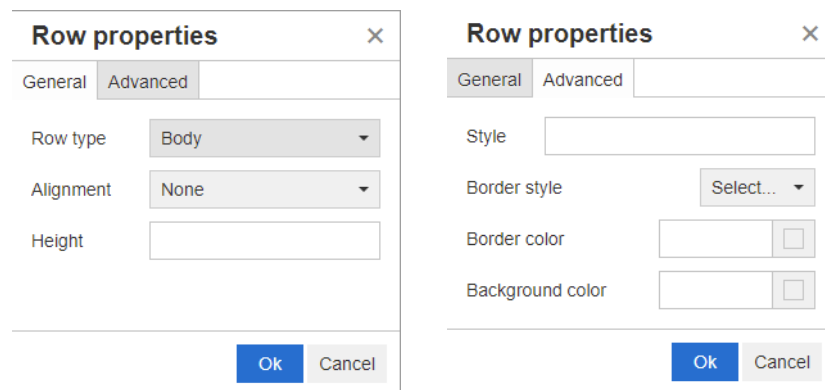 Row properties ×
General Advanced
Row type Body
Alignment None
Height
Ok Cancel
Row properties ×
General Advanced
Style
Border style Select...
Border color
Background color
Ok Cancel